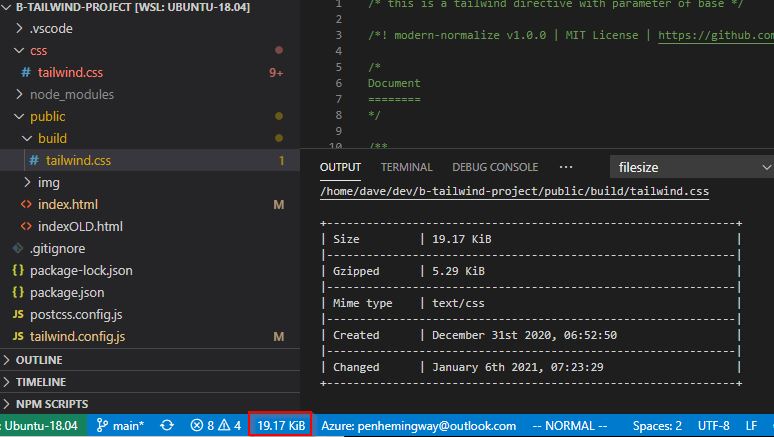 B-TAILWIND-PROJECT [WSL: UBUNTU-18.04]
.vscode
css
# tailwind.css 9+
node_modules
public
build
# tailwind.css 1
img
<> index.html M
<> indexOLD.html
.gitignore
{} package-lock.json
{} package.json
JS postcss.config.js
JS tailwind.config.js M
OUTLINE
TIMELINE
NPM SCRIPTS
1 /* this is a tailwind directive with parameter of base */
2
3 /*! modern-normalize v1.0.0 | MIT License | https://github.com
4
5 /*
6 Document
7 ========
8 */
9
10 /**
OUTPUT TERMINAL DEBUG CONSOLE ··· filesize
/home/dave/dev/b-tailwind-project/public/build/tailwind.css
| Size | 19.17 KiB |
| Gzipped | 5.29 KiB |
| Mime type | text/css |
| Created | December 31st 2020, 06:52:50 |
| Changed | January 6th 2021, 07:23:29 |
: Ubuntu-18.04 main* 8 4 19.17 KiB Azure: penhemingway@outlook.com -- NORMAL -- Spaces: 2 UTF-8 LF